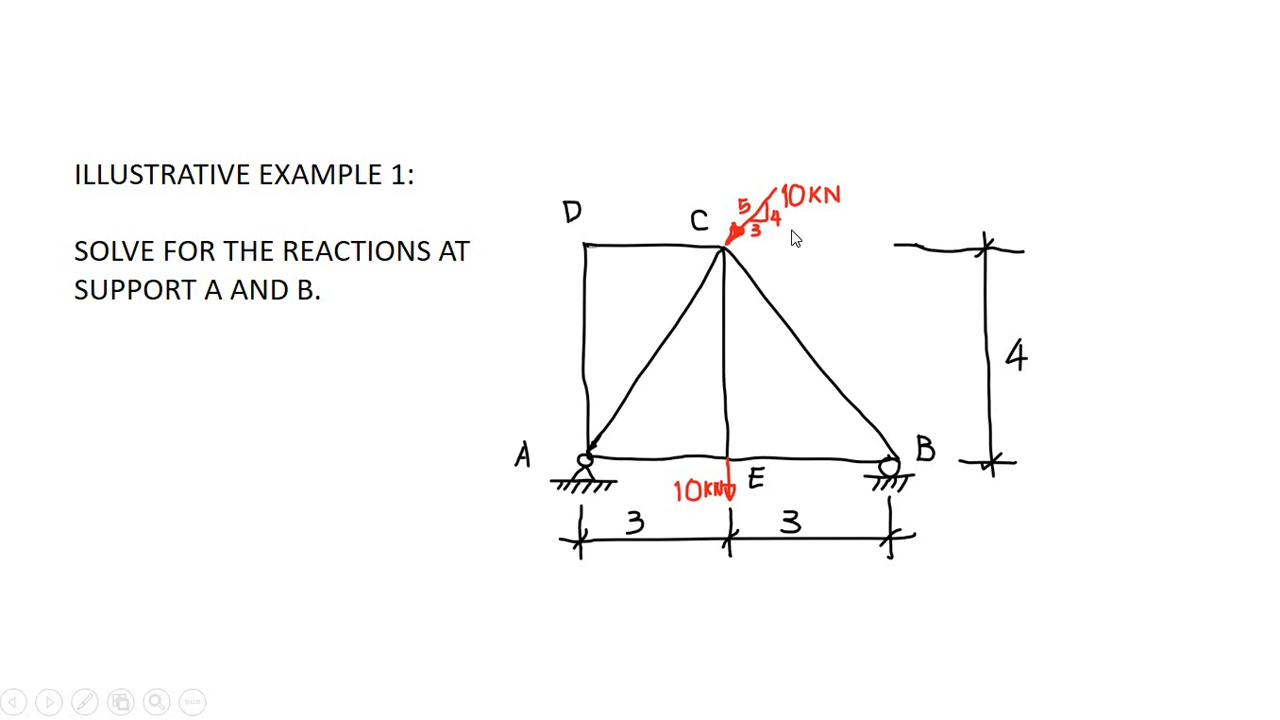 ILLUSTRATIVE EXAMPLE 1:
SOLVE FOR THE REACTIONS AT
SUPPORT A AND B.
D
C
5
4
3
10KN
4
A
B
10KN
E
3
3